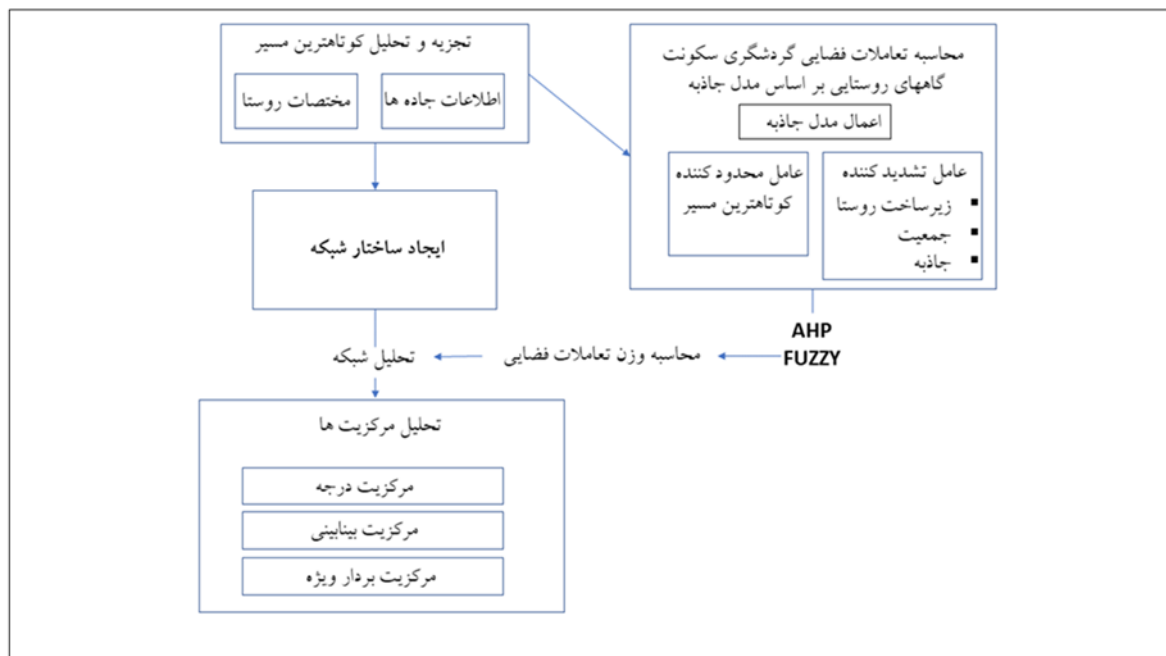 تجزیه و تحلیل کوتاهترین مسیر
اطلاعات جاده ها
مختصات روستا
محاسبه تعاملات فضایی گردشگری سکونت
گاههای روستایی بر اساس مدل جاذبه
اعمال مدل جاذبه
عامل تشدید کننده
▪ زیرساخت روستا
▪ جمعیت
▪ جاذبه
عامل محدود کننده
کوتاهترین مسیر
ایجاد ساختار شبکه
AHP
FUZZY
محاسبه وزن تعاملات فضایی
تحلیل شبکه
تحلیل مرکزیت ها
مرکزیت درجه
مرکزیت بینابینی
مرکزیت بردار ویژه